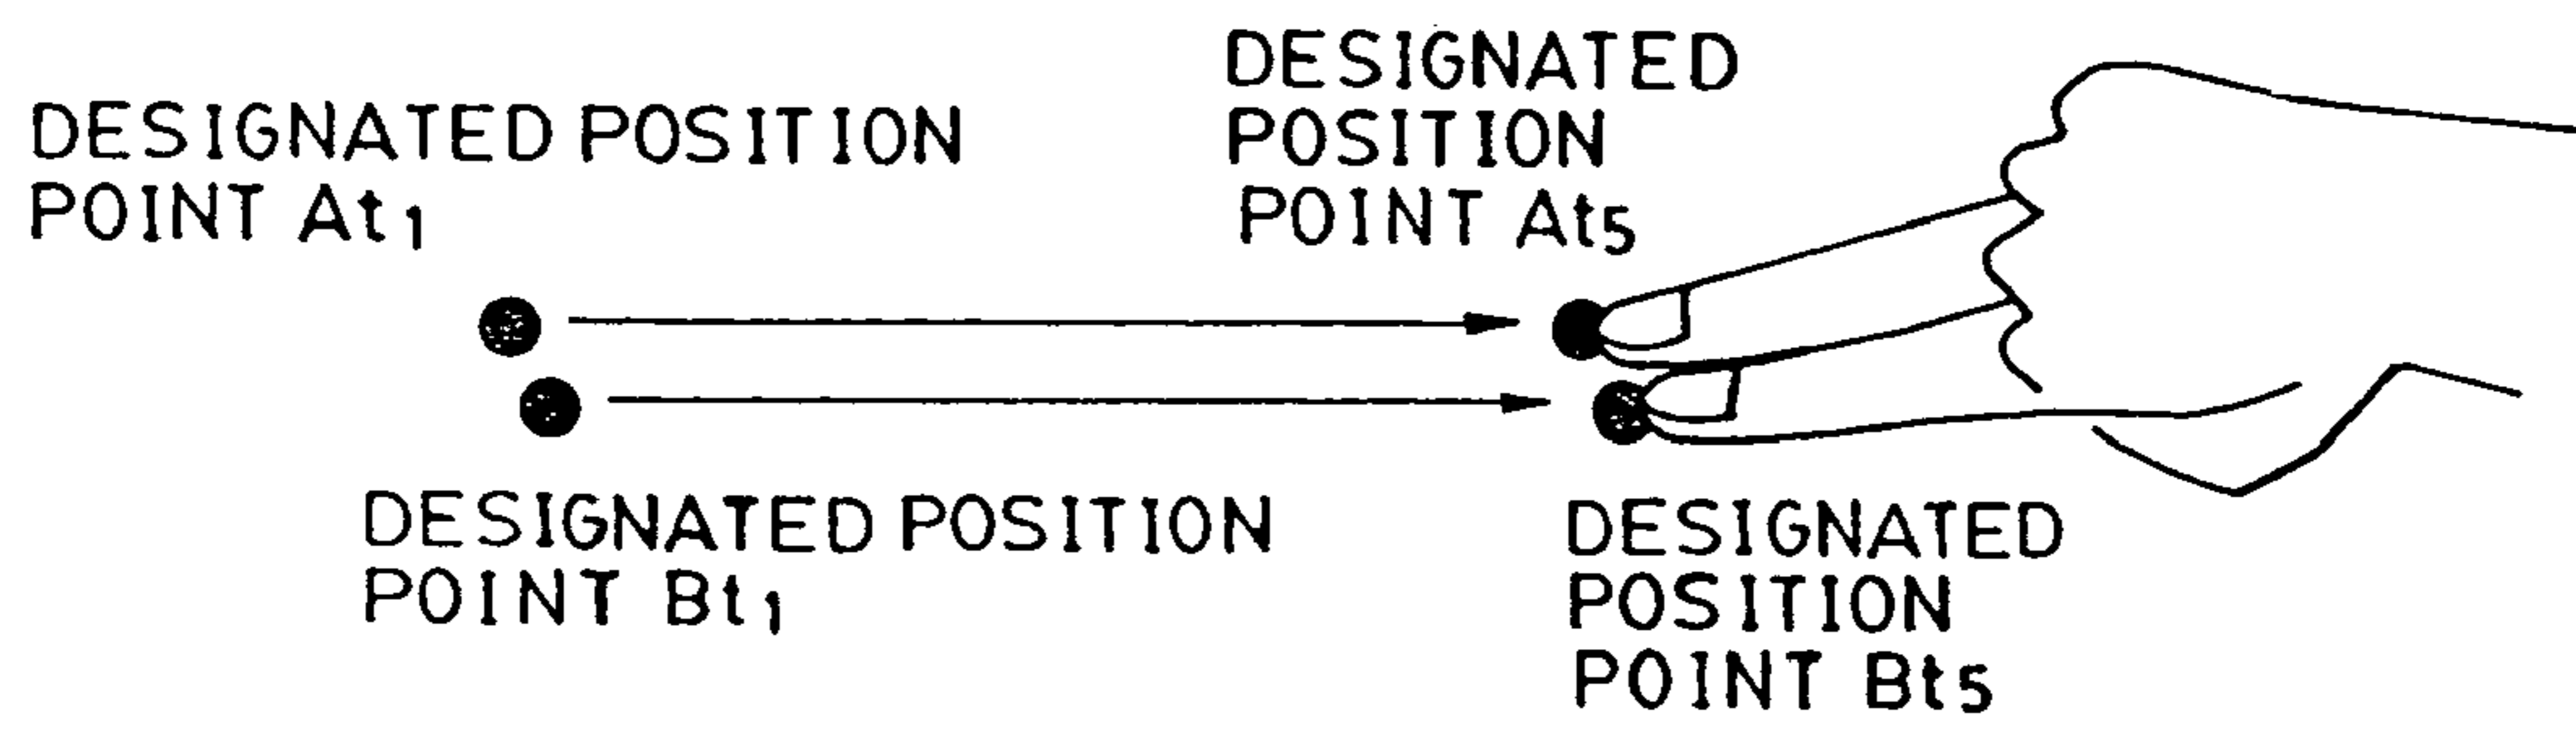 DESIGNATED POSITION
POINT At₁
DESIGNATED
POSITION
POINT At₅
DESIGNATED POSITION
POINT Bt₁
DESIGNATED
POSITION
POINT Bt₅